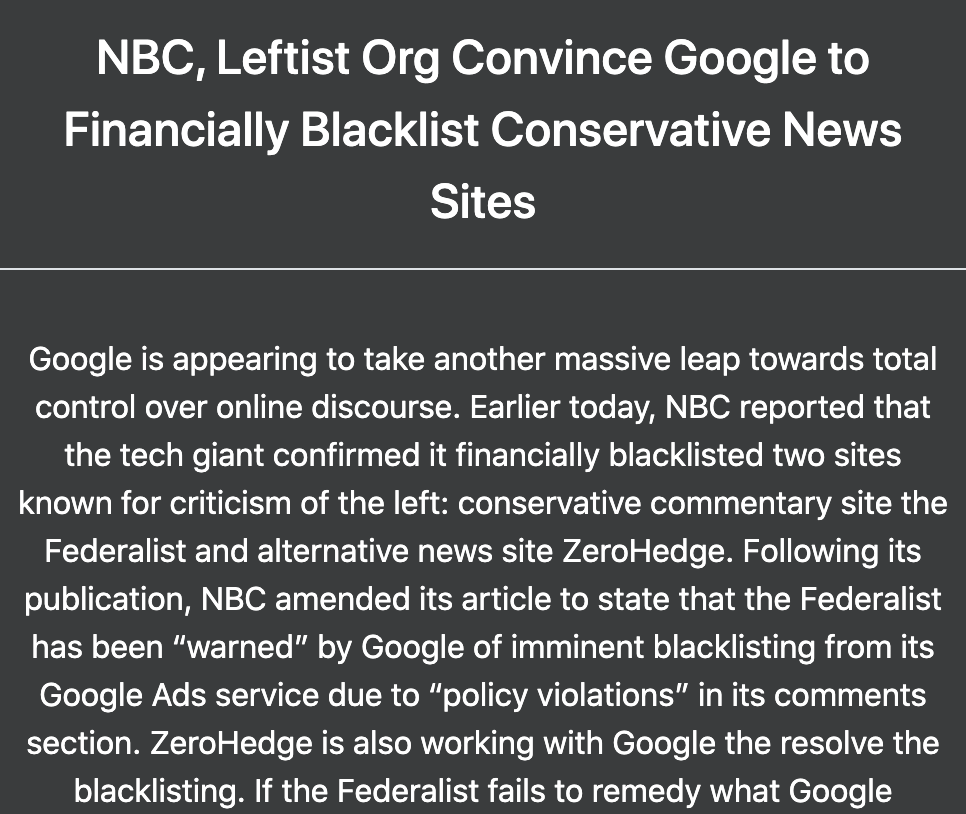 NBC, Leftist Org Convince Google to
Financially Blacklist Conservative News
Sites
Google is appearing to take another massive leap towards total
control over online discourse. Earlier today, NBC reported that
the tech giant confirmed it financially blacklisted two sites
known for criticism of the left: conservative commentary site the
Federalist and alternative news site ZeroHedge. Following its
publication, NBC amended its article to state that the Federalist
has been “warned” by Google of imminent blacklisting from its
Google Ads service due to “policy violations” in its comments
section. ZeroHedge is also working with Google the resolve the
blacklisting. If the Federalist fails to remedy what Google